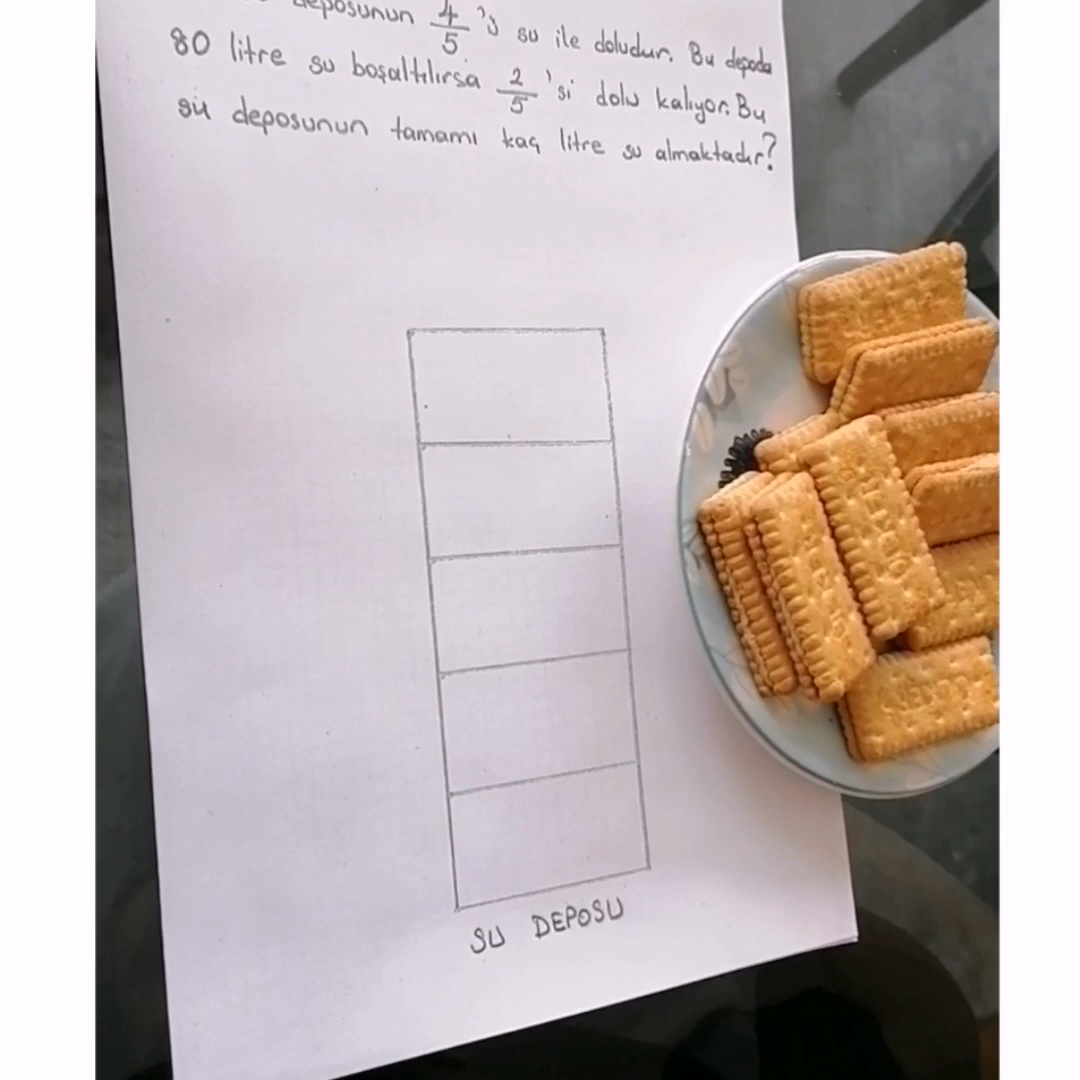 deposunun 4/5'ü su ile doludur. Bu depoda
80 litre su boşaltılırsa 2/5'si dolu kalıyor. Bu
su deposunun tamamı kaç litre su almaktadır?
SU DEPOSU